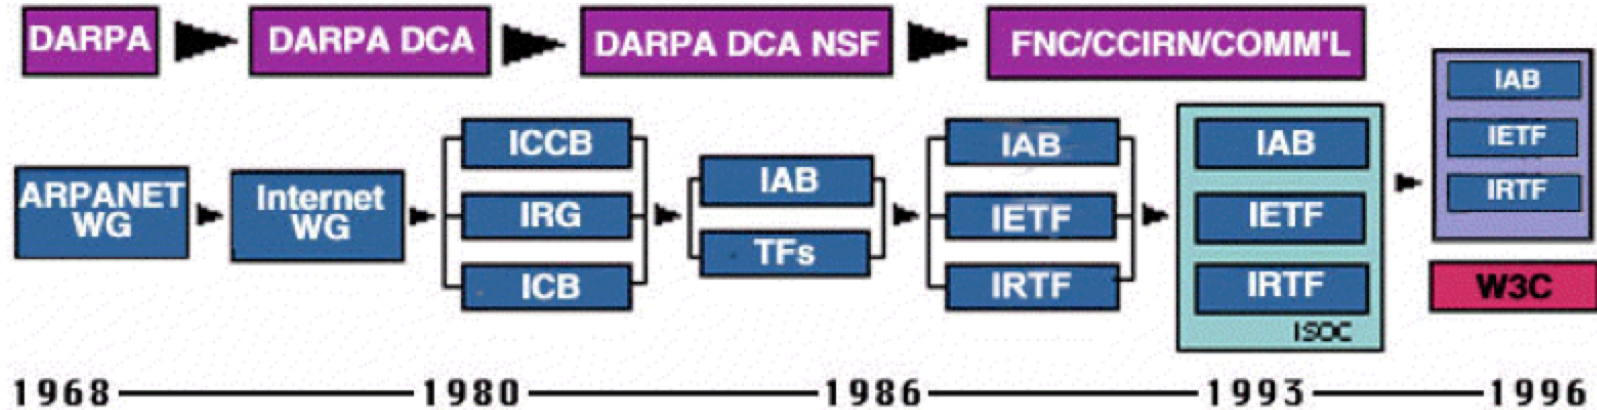 DARPA
DARPA DCA
DARPA DCA NSF
FNC/CCIRN/COMM'L
ARPANET
WG
Internet
WG
ICCB
IRG
ICB
IAB
TFs
IAB
IETF
IRTF
IAB
IETF
IRTF
ISOC
IAB
IETF
IRTF
W3C
1968
1980
1986
1993
1996